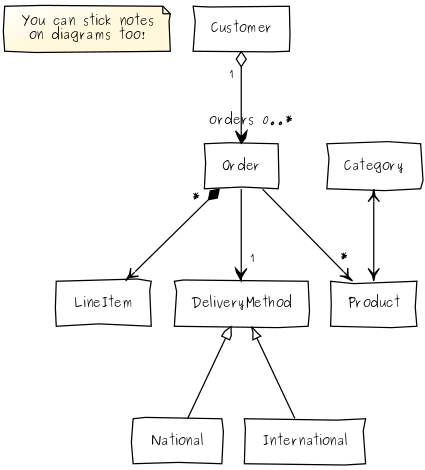 You can stick notes
on diagrams too!
Customer
1
orders 0..*
Order
Category
*
1
*
LineItem
DeliveryMethod
Product
National
International